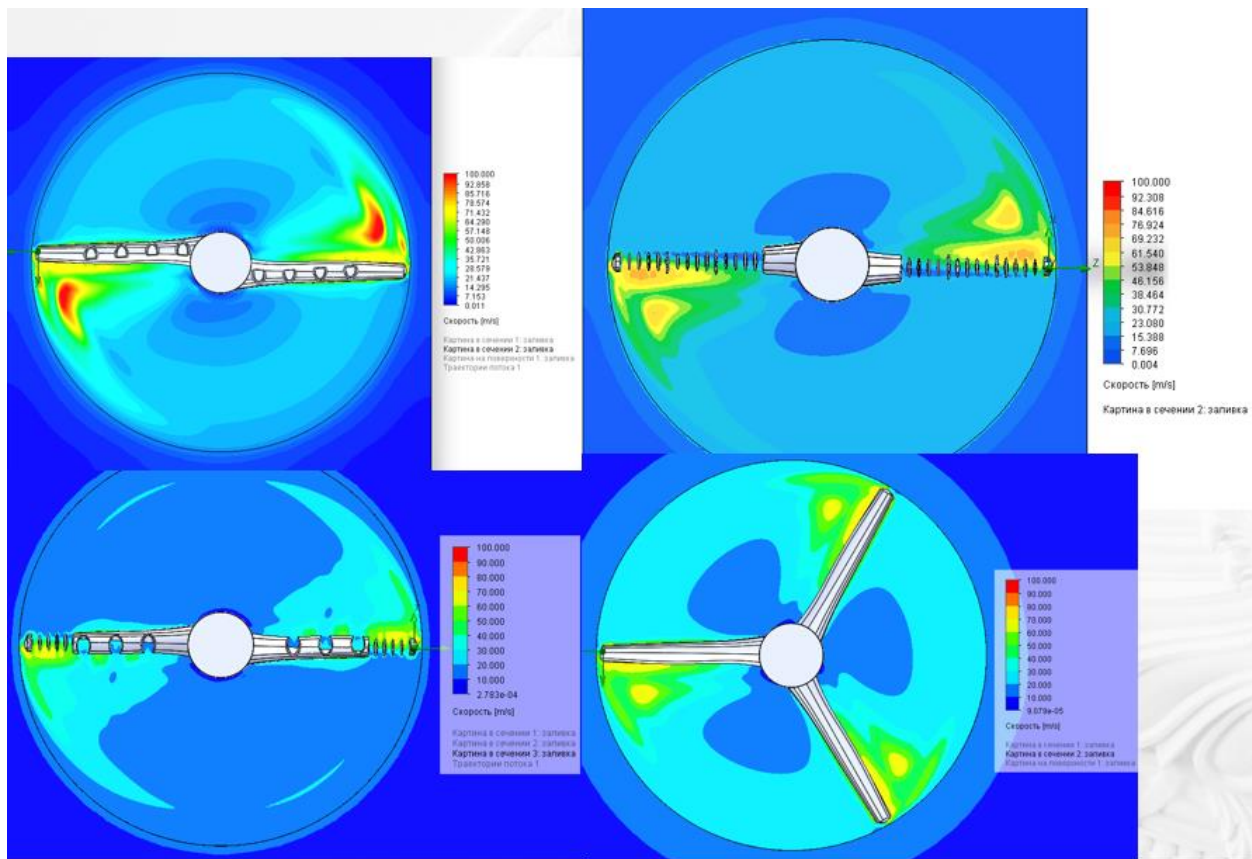 100.000
92.858
85.716
78.574
71.432
64.290
57.148
50.006
42.863
35.721
28.579
21.437
14.295
7.153
0.011
Скорость [m/s]
Картина в сечении 1: заливка
Картина в сечении 2: заливка
Картина на поверхности 1: заливка
Траектории потока 1
Z
100.000
92.308
84.616
76.924
69.232
61.540
53.848
46.156
38.464
30.772
23.080
15.388
7.696
0.004
Скорость [m/s]
Картина в сечении 2: заливка
100.000
90.000
80.000
70.000
60.000
50.000
40.000
30.000
20.000
10.000
2.783e-04
Скорость [m/s]
Картина в сечении 1: заливка
Картина в сечении 2: заливка
Картина в сечении 3: заливка
Траектории потока 1
100.000
90.000
80.000
70.000
60.000
50.000
40.000
30.000
20.000
10.000
9.079e-05
Скорость [m/s]
Картина в сечении 1: заливка
Картина в сечении 2: заливка
Картина на поверхности 1: заливка